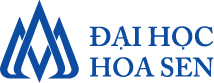 ĐẠI HỌC
HOA SEN